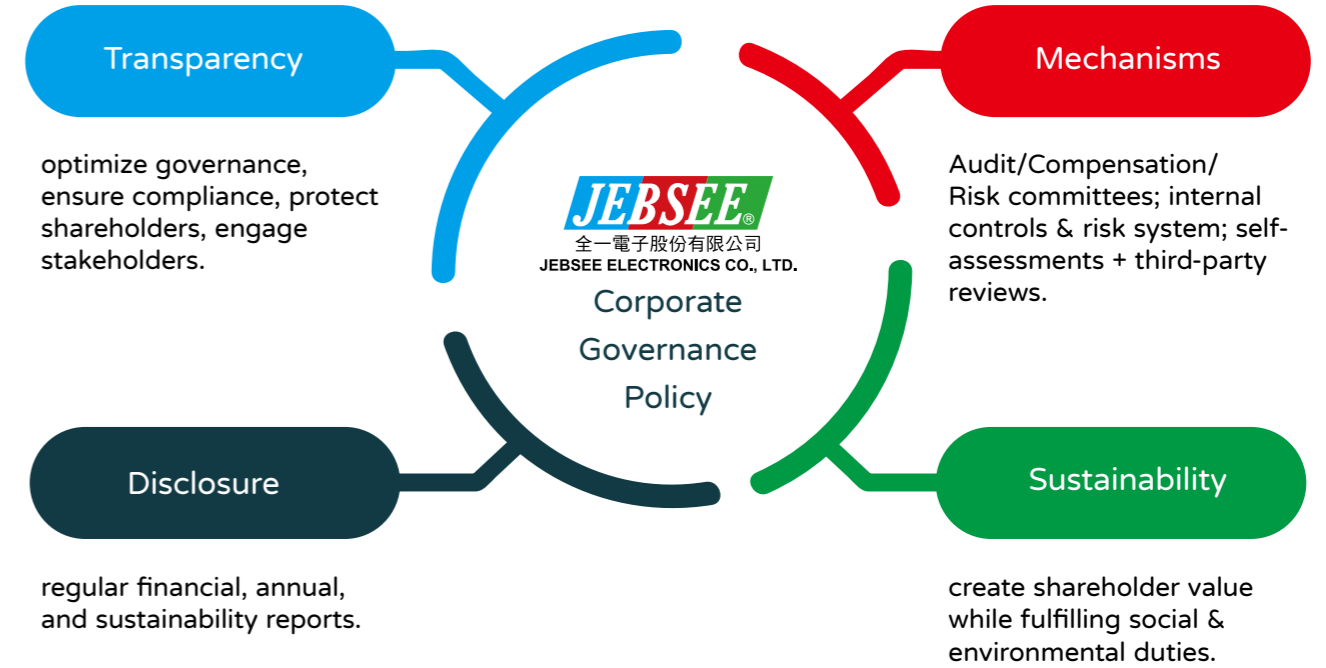 Transparency
optimize governance,
ensure compliance, protect
shareholders, engage
stakeholders.
Mechanisms
Audit/Compensation/
Risk committees; internal
controls & risk system; self-
assessments + third-party
reviews.
JEBSEE®
全一電子股份有限公司
JEBSEE ELECTRONICS CO., LTD.
Corporate
Governance
Policy
Disclosure
regular financial, annual,
and sustainability reports.
Sustainability
create shareholder value
while fulfilling social &
environmental duties.